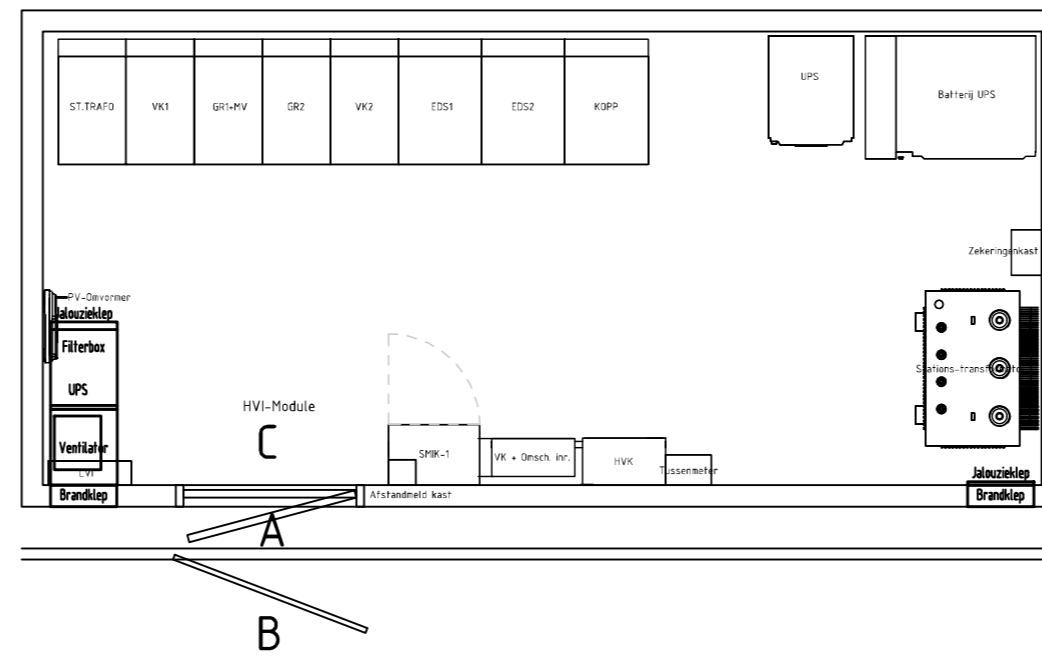 ST.TRAFO
VK1
GR1+MV
GR2
VK2
EDS1
EDS2
KOPP
UPS
Batterij UPS
Zekeringenkast
PV-Omvormer
Jalouzieklep
Filterbox
UPS
Ventilator
LVI
Brandklep
HVI-Module
C
SMIK-1
VK + Omsch. inr.
HVK
Tussenmeter
Afstandmeld kast
Jalouzieklep
Brandklep
A
B